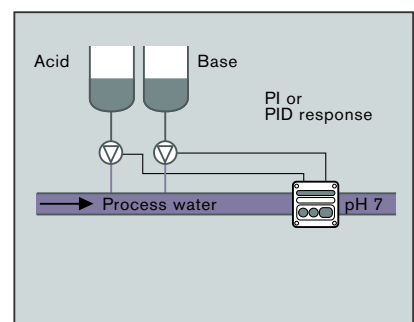 Acid
Base
PI or
PID response
Process water
pH 7